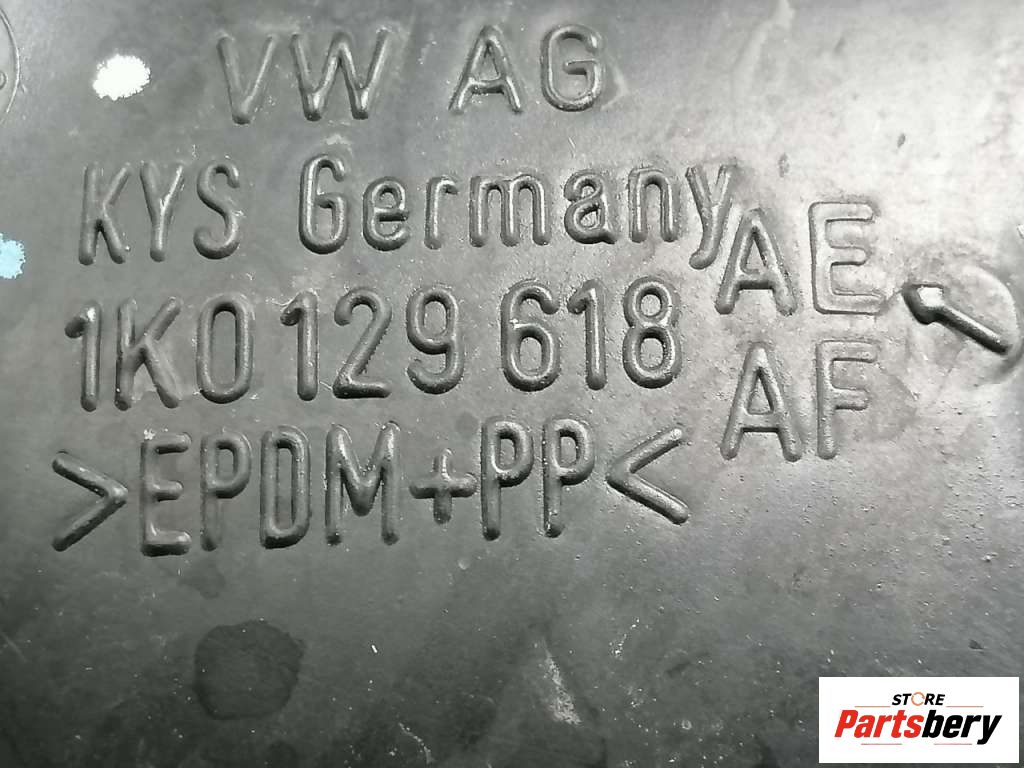 VW AG
KYS Germany
1K0 129 618 AE
AF
>EPDM+PP<
STORE
Partsbery